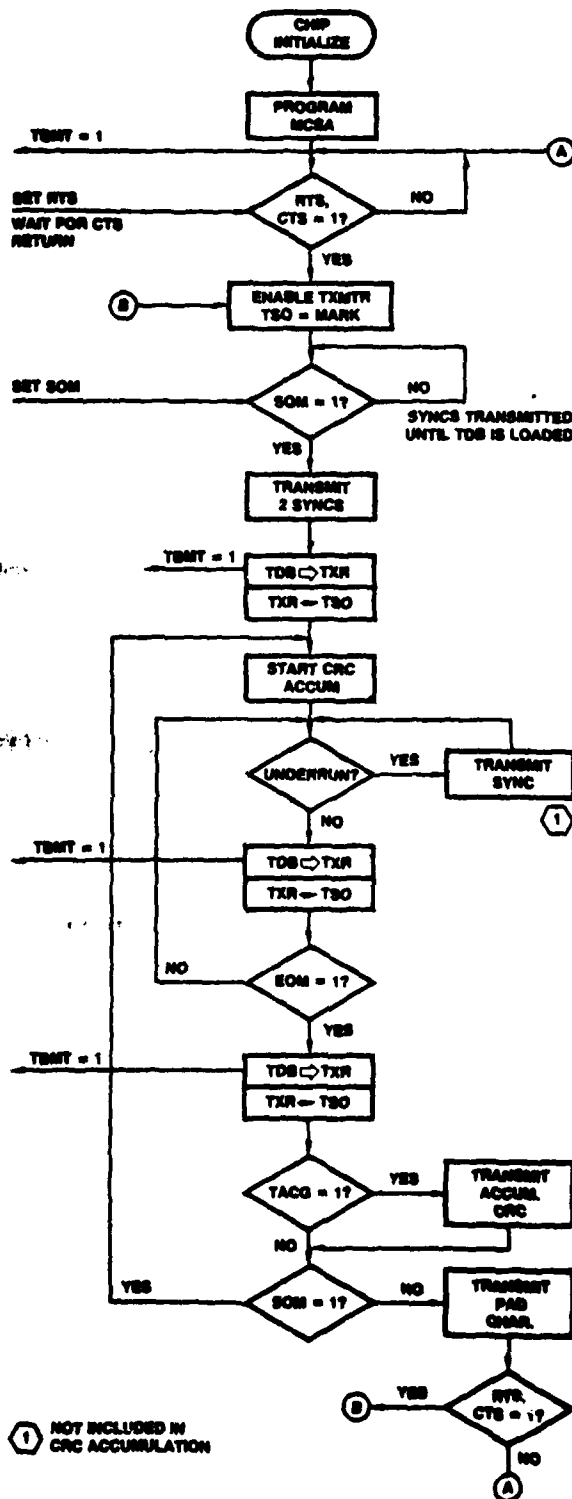 CHIP
INITIALIZE
PROGRAM
MCSA
TBMT = 1
A
SET RTS
WAIT FOR CTS
RETURN
RTS,
CTS = 1?
NO
YES
B
ENABLE TXMTR
TSO = MARK
SET SOM
SOM = 1?
NO
SYNCS TRANSMITTED
UNTIL TDB IS LOADED
YES
TRANSMIT
2 SYNCS
TBMT = 1
TDB ⇨ TXR
TXR ← TSO
START CRC
ACCUM
UNDERRUN?
YES
TRANSMIT
SYNC
1
NO
TBMT = 1
TDB ⇨ TXR
TXR ← TSO
NO
EOM = 1?
YES
TBMT = 1
TDB ⇨ TXR
TXR ← TSO
TACG = 1?
YES
TRANSMIT
ACCUM.
CRC
NO
YES
SOM = 1?
NO
TRANSMIT
PAD
CHAR.
B
YES
RTS,
CTS = 1?
NO
A
1 NOT INCLUDED IN
CRC ACCUMULATION